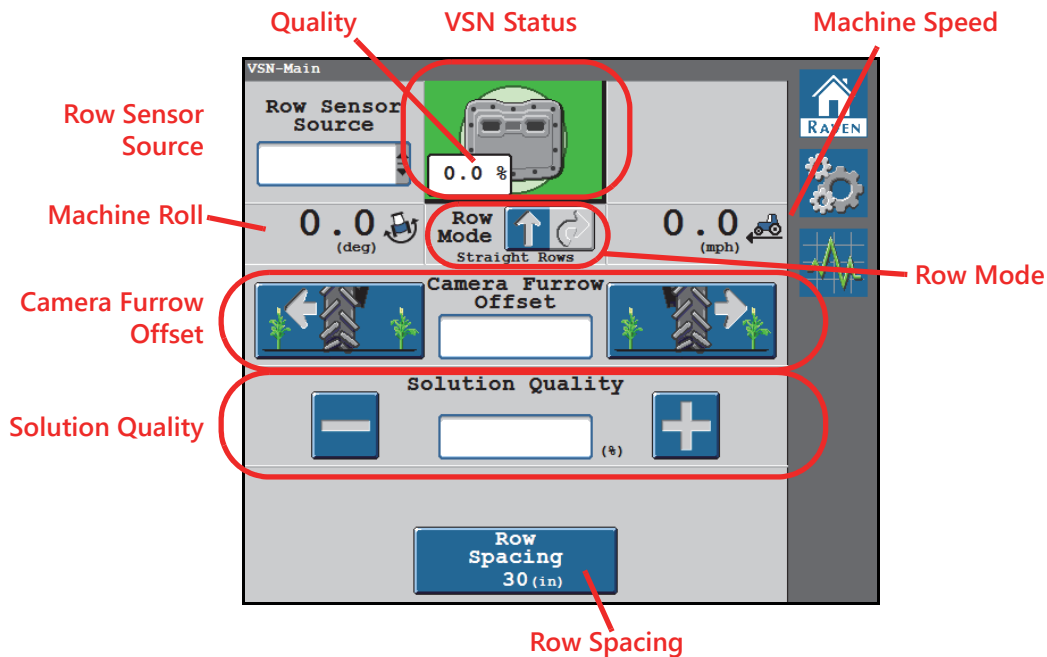 Quality
VSN Status
Machine Speed
VSN-Main
Row Sensor
Source
Row Sensor
Source
RAVEN
0.0 %
Machine Roll
0.0
(deg)
Row
Mode
Straight Rows
0.0
(mph)
Row Mode
Camera Furrow
Offset
Camera Furrow
Offset
Solution Quality
Solution Quality
(%)
Row
Spacing
30 (in)
Row Spacing